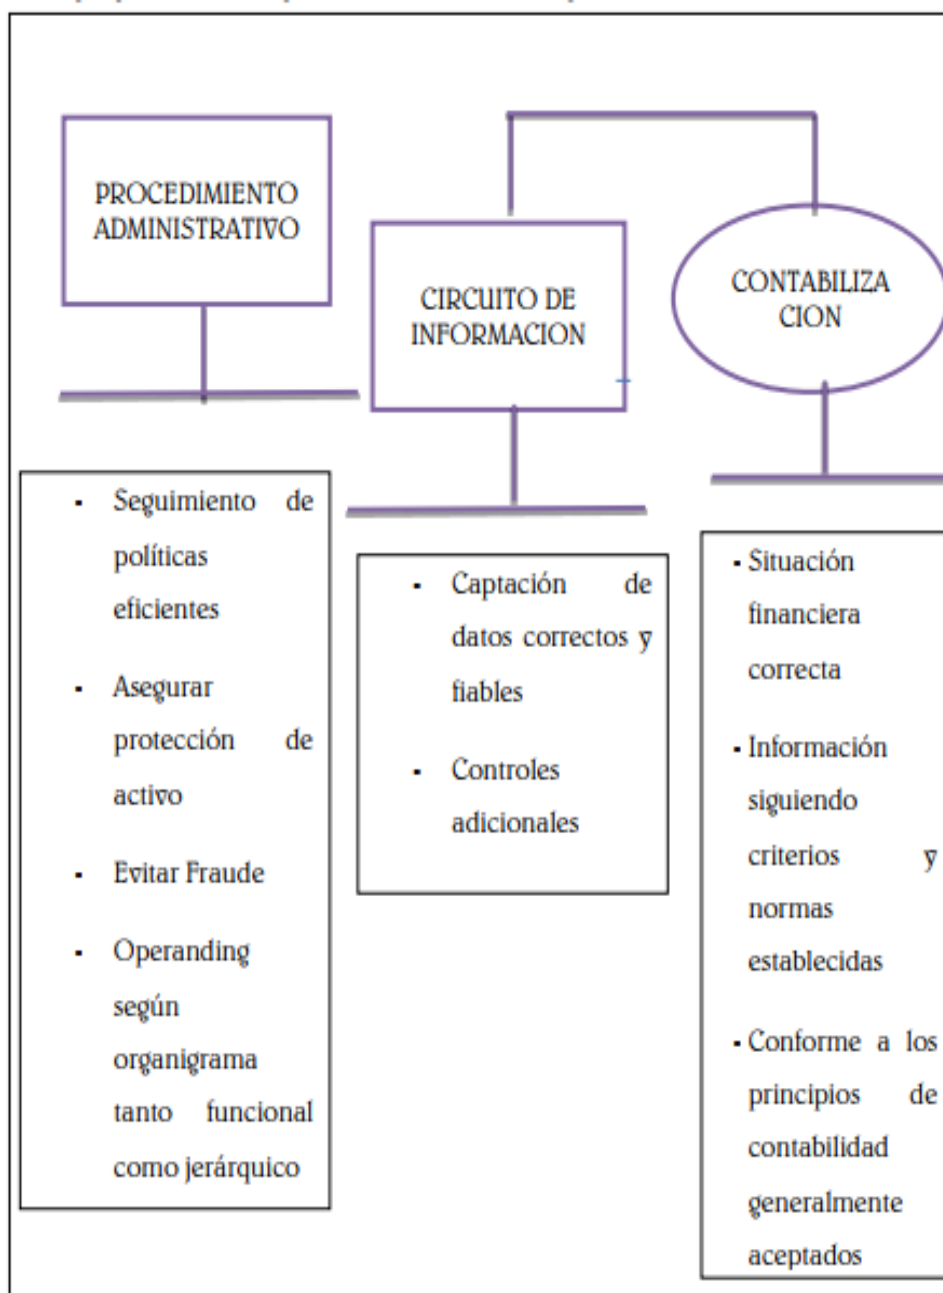 PROCEDIMIENTO
ADMINISTRATIVO
CIRCUITO DE
INFORMACION
CONTABILIZA
CION
▪ Seguimiento de
políticas
eficientes
▪ Asegurar
protección de
activo
▪ Evitar Fraude
▪ Operanding
según
organigrama
tanto funcional
como jerárquico
▪ Captación de
datos correctos y
fiables
▪ Controles
adicionales
▪ Situación
financiera
correcta
▪ Información
siguiendo
criterios y
normas
establecidas
▪ Conforme a los
principios de
contabilidad
generalmente
aceptados